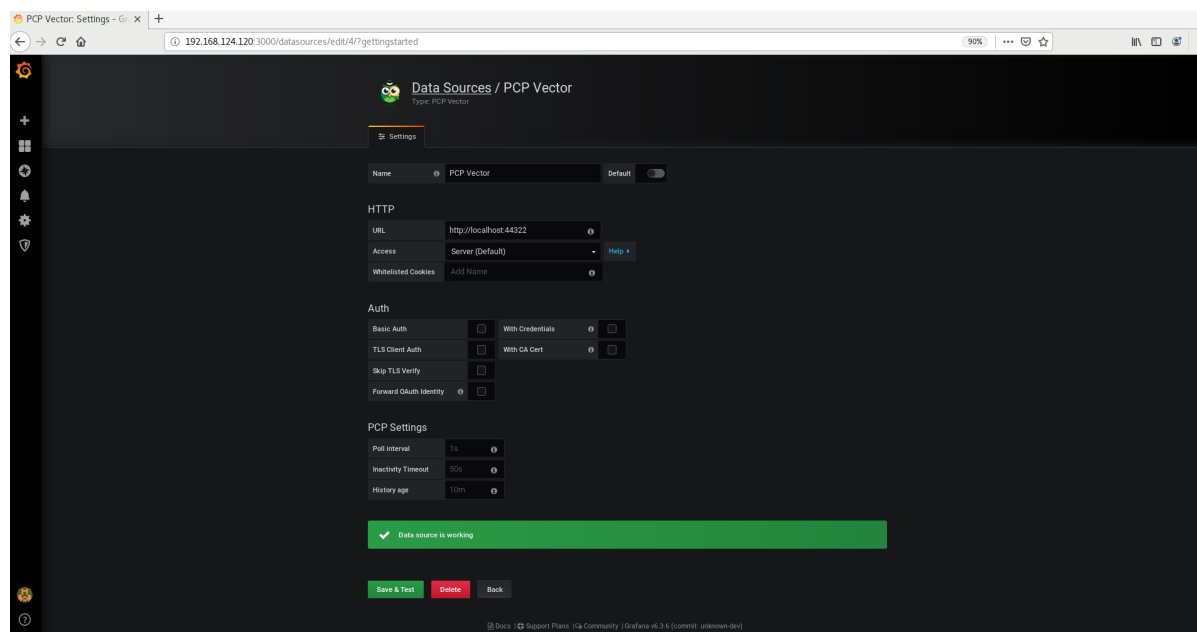 PCP Vector: Settings - Gr
192.168.124.120:3000/datasources/edit/4/?gettingstarted
90%
Data Sources / PCP Vector
Type: PCP Vector
Settings
Name PCP Vector Default
HTTP
URL http://localhost:44322
Access Server (Default) Help
Whitelisted Cookies Add Name
Auth
Basic Auth With Credentials
TLS Client Auth With CA Cert
Skip TLS Verify
Forward OAuth Identity
PCP Settings
Poll interval 1s
Inactivity Timeout 50s
History age 10m
Data source is working
Save & Test Delete Back
Docs | Support Plans | Community | Grafana v6.3.6 (commit: unknown-dev)